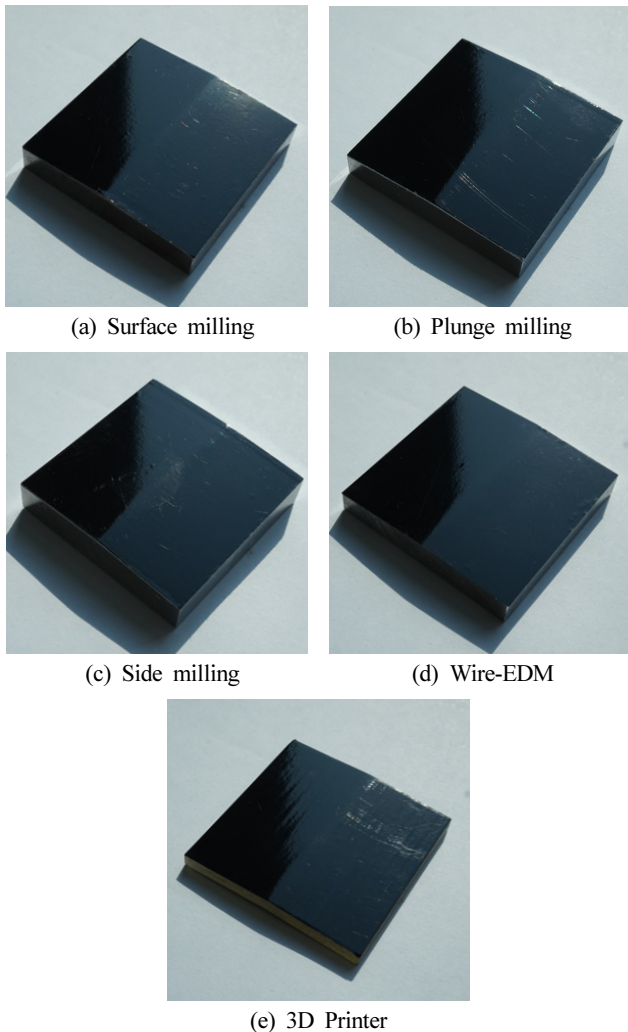 (a) Surface milling
(b) Plunge milling
(c) Side milling
(d) Wire-EDM
(e) 3D Printer